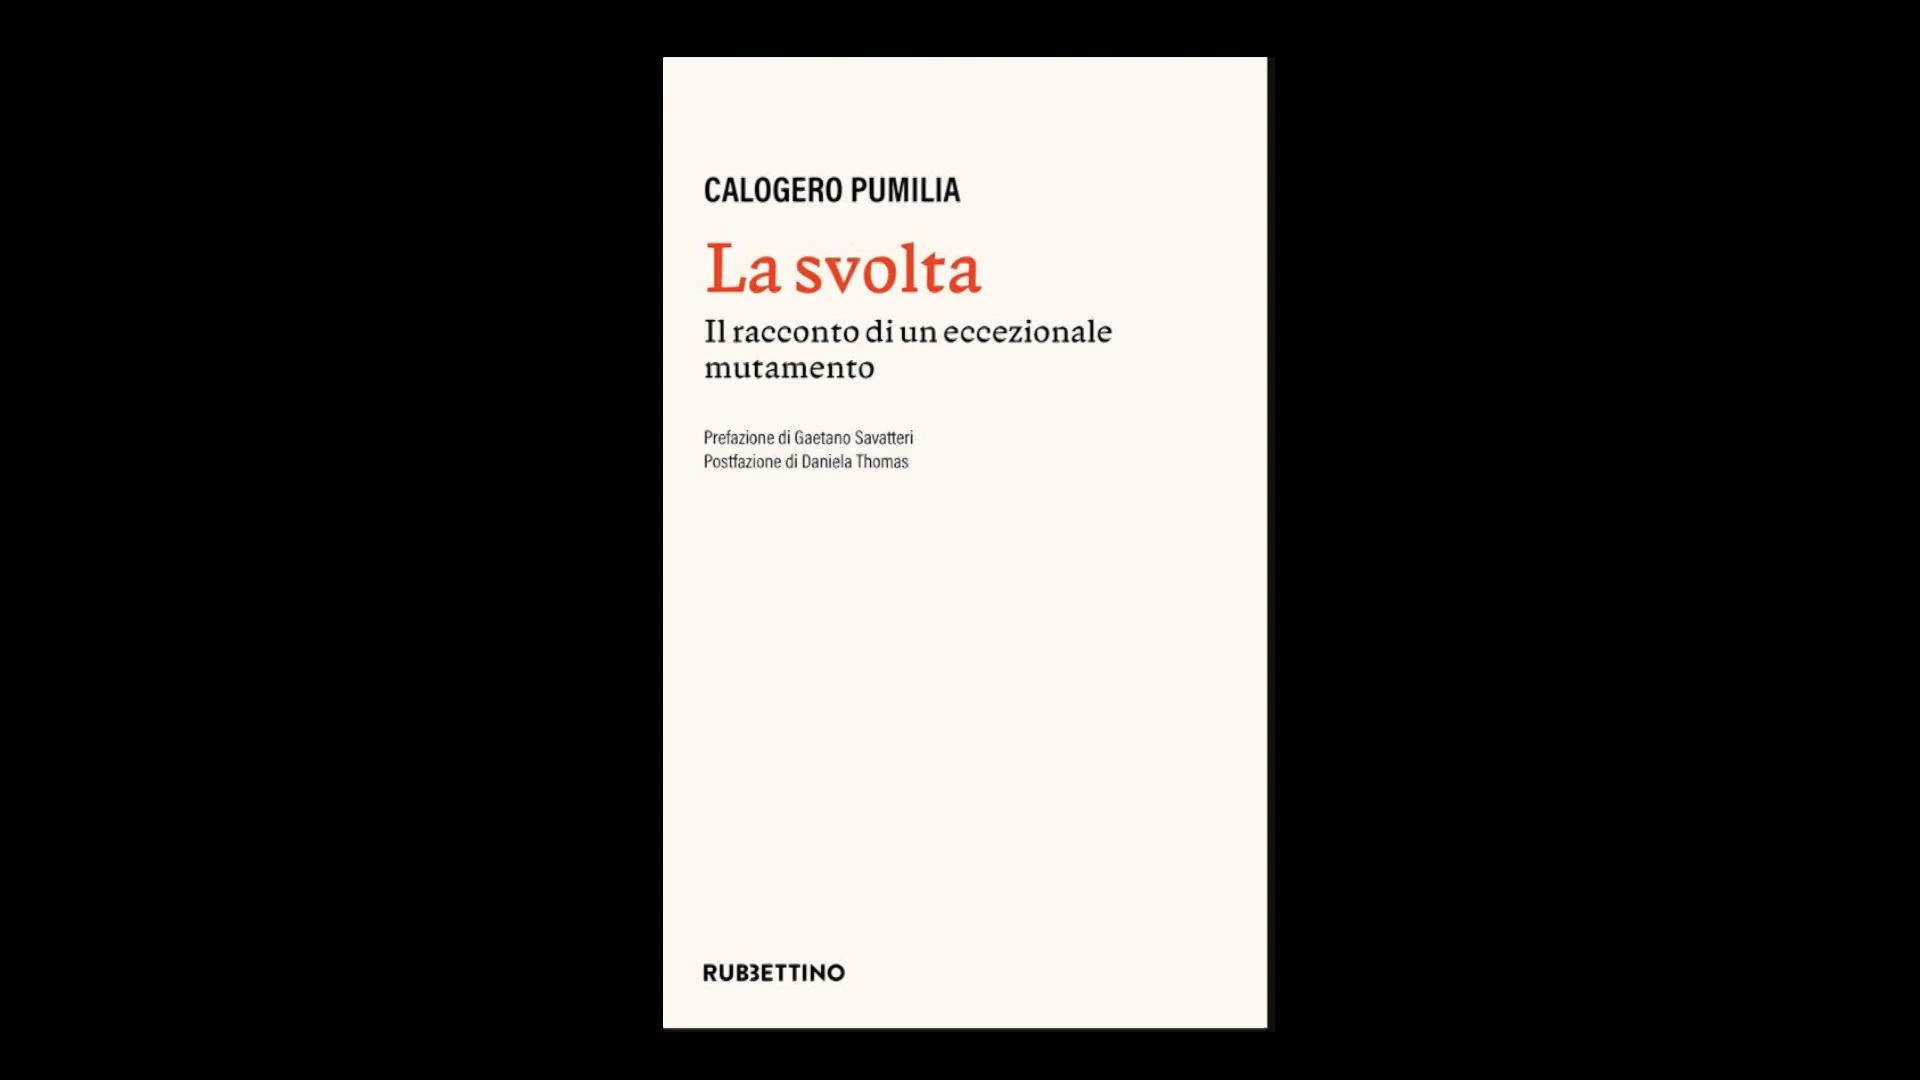 CALOGERO PUMILIA
La svolta
Il racconto di un eccezionale
mutamento
Prefazione di Gaetano Savatteri
Postfazione di Daniela Thomas
RUBBETTINO